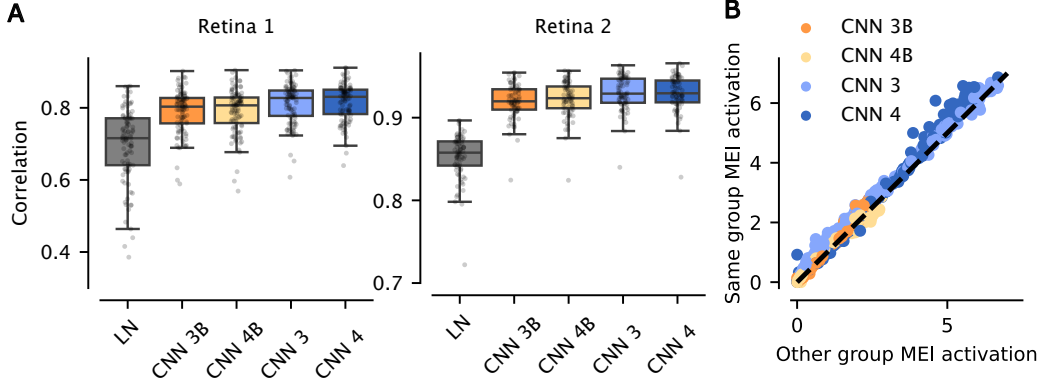 A
Retina 1
Retina 2
Correlation
0.8
0.6
0.4
0.9
0.8
0.7
LN
CNN 3B
CNN 4B
CNN 3
CNN 4
LN
CNN 3B
CNN 4B
CNN 3
CNN 4
B
CNN 3B
CNN 4B
CNN 3
CNN 4
Same group MEI activation
6
4
2
0
0
5
Other group MEI activation